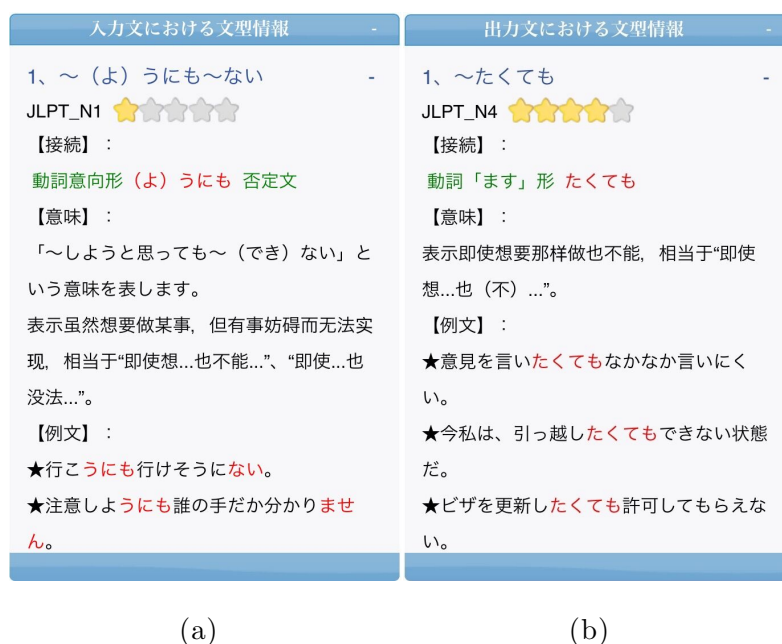 入力文における文型情報 -
1、～（よ）うにも～ない -
JLPT_N1
【接続】：
動詞意向形（よ）うにも 否定文
【意味】：
「～しようと思っても～（でき）ない」と
いう意味を表します。
表示虽然想要做某事，但有事妨碍而无法实
现，相当于“即使想...也不能...”、“即使...也
没法...”。
【例文】：
★行こうにも行けそうにない。
★注意しようにも誰の手だか分かりませ
ん。
(a)
出力文における文型情報 -
1、～たくても -
JLPT_N4
【接続】：
動詞「ます」形 たくても
【意味】：
表示即使想要那样做也不能，相当于“即使
想...也（不）...”。
【例文】：
★意見を言いたくてもなかなか言いにく
い。
★今私は、引っ越ししたくてもできない状態
だ。
★ビザを更新したくても許可してもらえな
い。
(b)